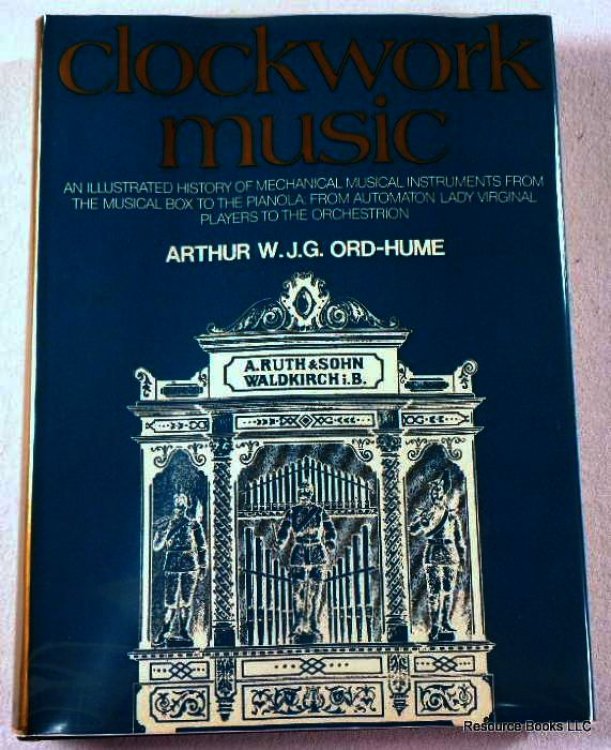 clockwork
music
AN ILLUSTRATED HISTORY OF MECHANICAL MUSICAL INSTRUMENTS FROM
THE MUSICAL BOX TO THE PIANOLA, FROM AUTOMATON LADY VIRGINAL
PLAYERS TO THE ORCHESTRION
ARTHUR W.J.G. ORD-HUME
A.RUTH & SOHN
WALDKIRCH i.B.
Resource Books LLC